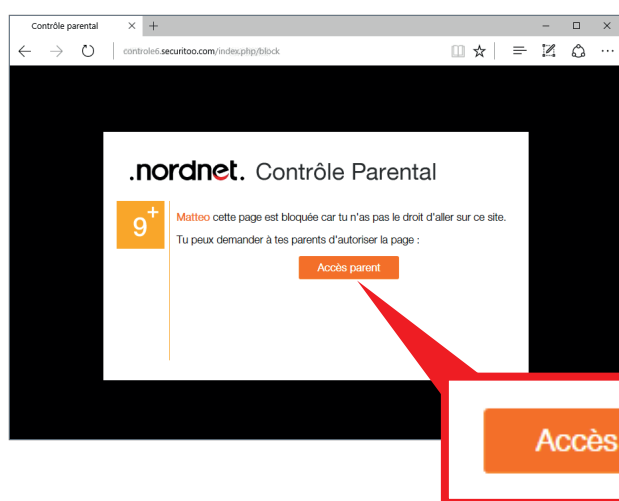 Contrôle parental
controle6.securitoo.com/index.php/block
.nordnet. Contrôle Parental
9+
Matteo cette page est bloquée car tu n'as pas le droit d'aller sur ce site.
Tu peux demander à tes parents d'autoriser la page :
Accès parent
Accès